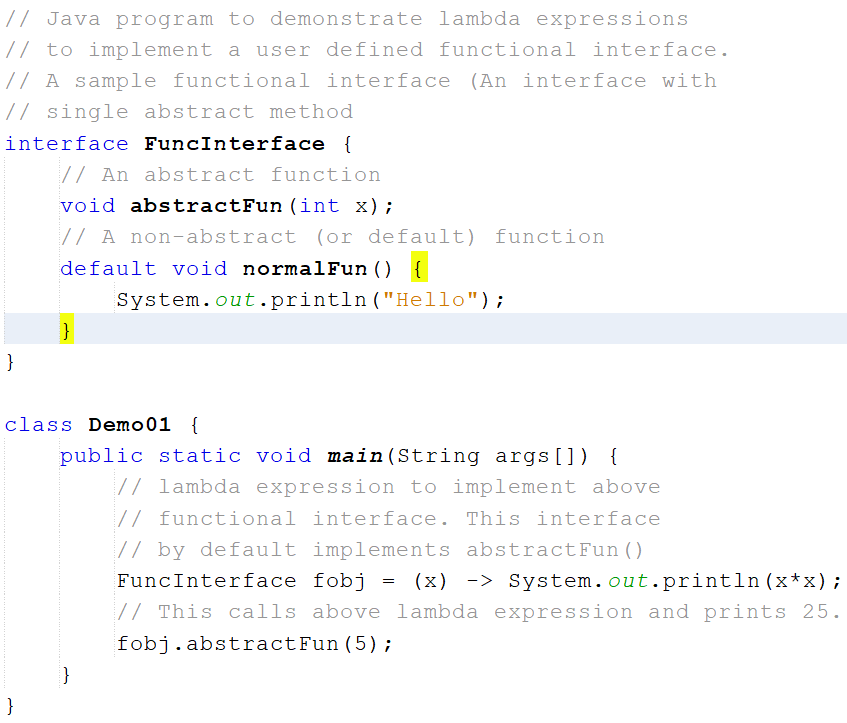 // Java program to demonstrate lambda expressions
// to implement a user defined functional interface.
// A sample functional interface (An interface with
// single abstract method
interface FuncInterface {
    // An abstract function
    void abstractFun(int x);
    // A non-abstract (or default) function
    default void normalFun() {
        System.out.println("Hello");
    }
}

class Demo01 {
    public static void main(String args[]) {
        // lambda expression to implement above
        // functional interface. This interface
        // by default implements abstractFun()
        FuncInterface fobj = (x) -> System.out.println(x*x);
        // This calls above lambda expression and prints 25.
        fobj.abstractFun(5);
    }
}